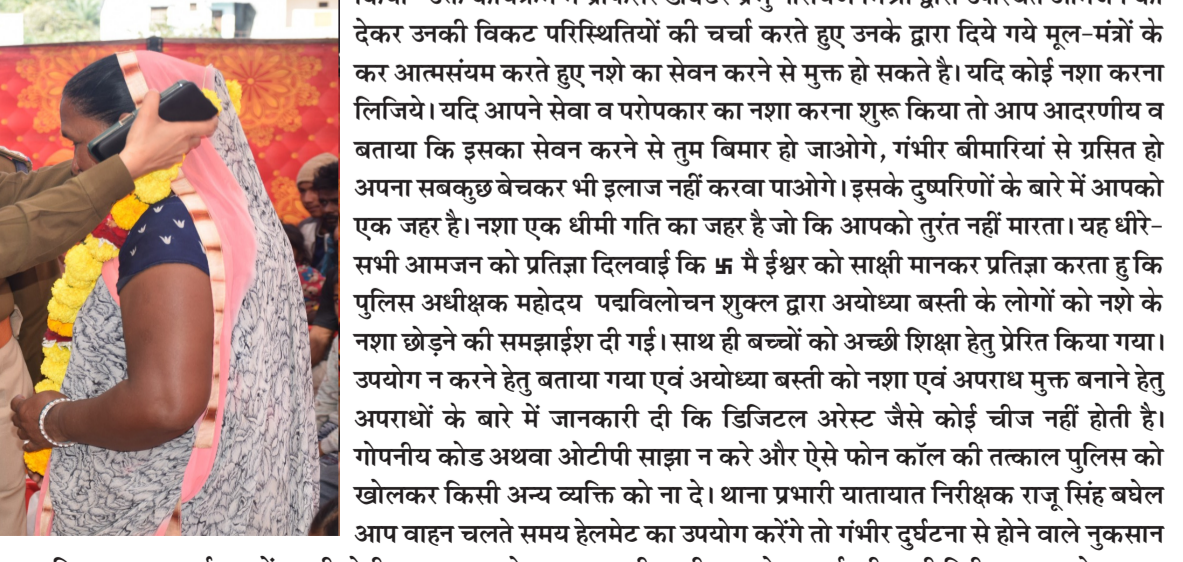 देकर उनकी विकट परिस्थितियों की चर्चा करते हुए उनके द्वारा दिये गये मूल-मंत्रों के
कर आत्मसंयम करते हुए नशे का सेवन करने से मुक्त हो सकते है। यदि कोई नशा करना
लिजिये। यदि आपने सेवा व परोपकार का नशा करना शुरू किया तो आप आदरणीय व
बताया कि इसका सेवन करने से तुम बिमार हो जाओगे, गंभीर बीमारियां से ग्रसित हो
अपना सबकुछ बेचकर भी इलाज नहीं करवा पाओगे। इसके दुष्परिणों के बारे में आपको
एक जहर है। नशा एक धीमी गति का जहर है जो कि आपको तुरंत नहीं मारता। यह धीरे-
सभी आमजन को प्रतिज्ञा दिलवाई कि 卐 मै ईश्वर को साक्षी मानकर प्रतिज्ञा करता हु कि
पुलिस अधीक्षक महोदय पद्मविलोचन शुक्ल द्वारा अयोध्या बस्ती के लोगों को नशे के
नशा छोड़ने की समझाईश दी गई। साथ ही बच्चों को अच्छी शिक्षा हेतु प्रेरित किया गया।
उपयोग न करने हेतु बताया गया एवं अयोध्या बस्ती को नशा एवं अपराध मुक्त बनाने हेतु
अपराधों के बारे में जानकारी दी कि डिजिटल अरेस्ट जैसे कोई चीज नहीं होती है।
गोपनीय कोड अथवा ओटीपी साझा न करे और ऐसे फोन कॉल की तत्काल पुलिस को
खोलकर किसी अन्य व्यक्ति को ना दे। थाना प्रभारी यातायात निरीक्षक राजू सिंह बघेल
आप वाहन चलते समय हेलमेट का उपयोग करेंगे तो गंभीर दुर्घटना से होने वाले नुकसान